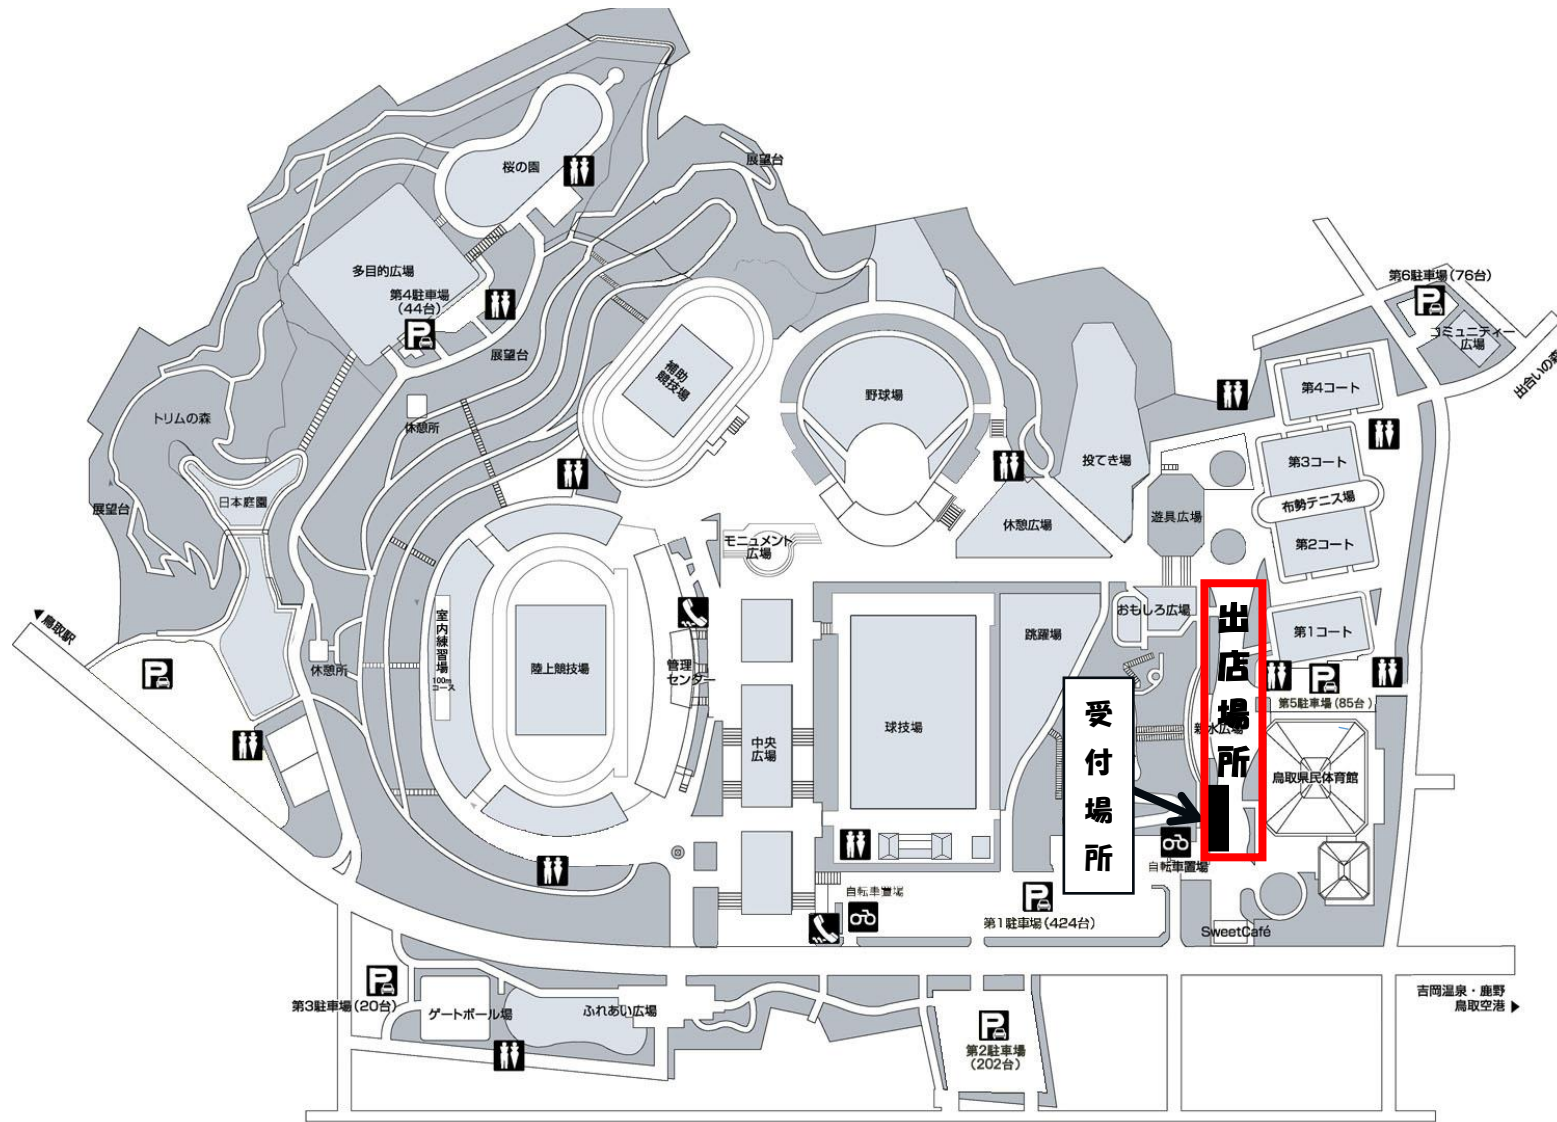 桜の園
展望台
多目的広場
第4駐車場
(44台)
展望台
補助
競技場
野球場
第6駐車場(76台)
コミュニティー
広場
出合いの森
トリムの森
休憩所
日本庭園
展望台
投てき場
第4コート
第3コート
布勢テニス場
第2コート
第1コート
休憩広場
遊具広場
モニュメント
広場
おもしろ広場
鳥取駅
休憩所
室内練習場
100m
コース
陸上競技場
管理
センター
中央
広場
球技場
跳躍場
受付場所
出店場所
親水広場
第5駐車場(85台)
鳥取県民体育館
自転車置場
自転車置場
第1駐車場(424台)
SweetCafé
第3駐車場(20台)
ゲートボール場
ふれあい広場
第2駐車場
(202台)
吉岡温泉・鹿野
鳥取空港